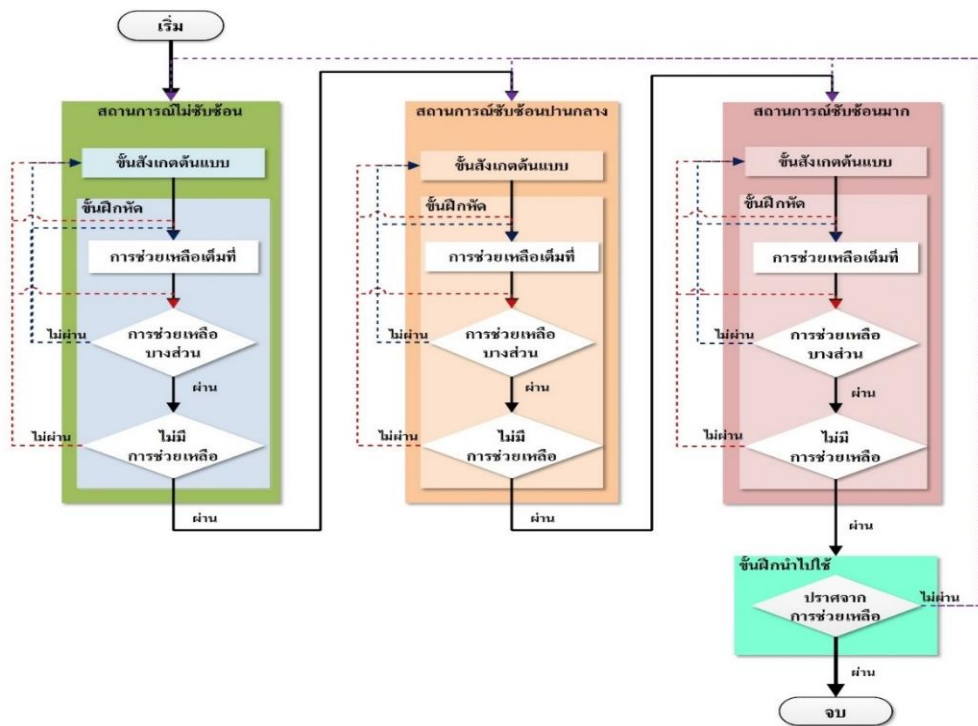 เริ่ม
สถานการณ์ไม่ซับซ้อน
ขั้นสังเกตต้นแบบ
ขั้นฝึกหัด
การช่วยเหลือเต็มที่
การช่วยเหลือ
บางส่วน
ไม่ผ่าน
ผ่าน
ไม่มี
การช่วยเหลือ
ไม่ผ่าน
ผ่าน
สถานการณ์ซับซ้อนปานกลาง
ขั้นสังเกตต้นแบบ
ขั้นฝึกหัด
การช่วยเหลือเต็มที่
การช่วยเหลือ
บางส่วน
ไม่ผ่าน
ผ่าน
ไม่มี
การช่วยเหลือ
ไม่ผ่าน
ผ่าน
สถานการณ์ซับซ้อนมาก
ขั้นสังเกตต้นแบบ
ขั้นฝึกหัด
การช่วยเหลือเต็มที่
การช่วยเหลือ
บางส่วน
ไม่ผ่าน
ผ่าน
ไม่มี
การช่วยเหลือ
ไม่ผ่าน
ผ่าน
ขั้นฝึกนำไปใช้
ปราศจาก
การช่วยเหลือ
ไม่ผ่าน
ผ่าน
จบ